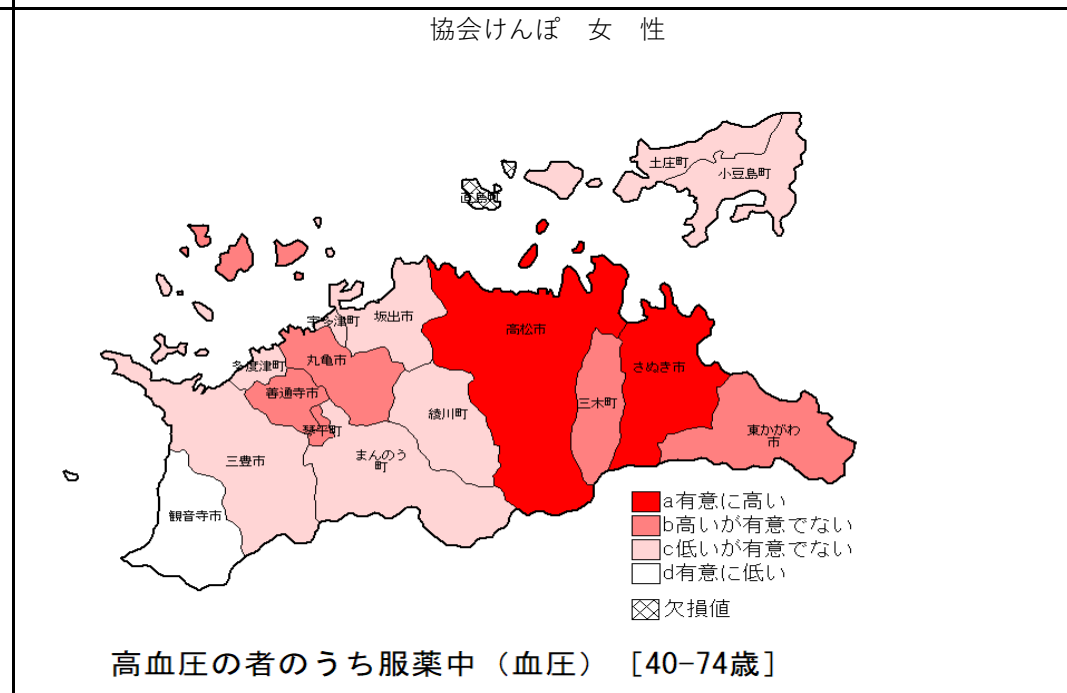 協会けんぽ 女 性
土庄町
小豆島町
直島町
宇多津町
坂出市
高松市
多度津町
丸亀市
さぬき市
善通寺市
三木町
綾川町
琴平町
東かがわ
市
まんのう
町
三豊市
観音寺市
a有意に高い
b高いが有意でない
c低いが有意でない
d有意に低い
欠損値
高血圧の者のうち服薬中（血圧）［40-74歳］